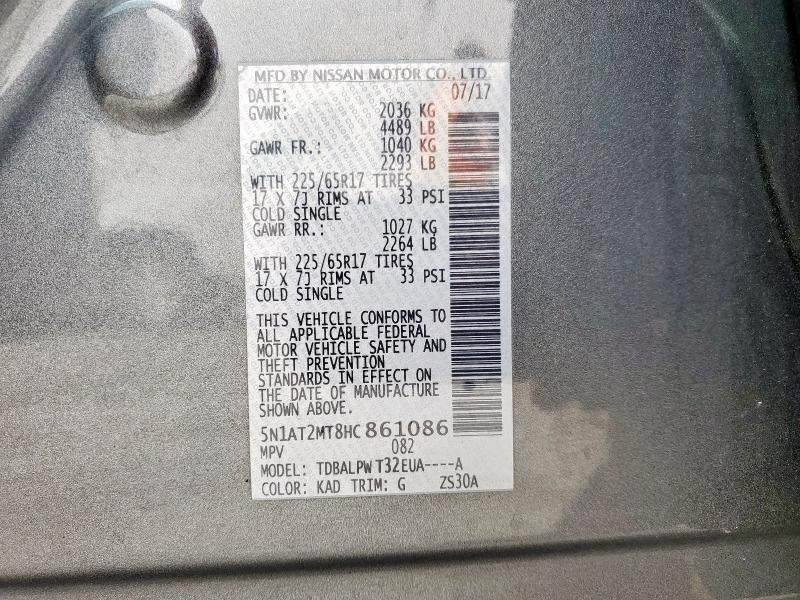 MFD BY NISSAN MOTOR CO., LTD
DATE: 07/17
GVWR: 2036 KG
4489 LB
GAWR FR.: 1040 KG
2293 LB
WITH 225/65R17 TIRES
17 X 7J RIMS AT 33 PSI
COLD SINGLE
GAWR RR.: 1027 KG
2264 LB
WITH 225/65R17 TIRES
17 X 7J RIMS AT 33 PSI
COLD SINGLE
THIS VEHICLE CONFORMS TO
ALL APPLICABLE FEDERAL
MOTOR VEHICLE SAFETY AND
THEFT PREVENTION
STANDARDS IN EFFECT ON
THE DATE OF MANUFACTURE
SHOWN ABOVE.
5N1AT2MT8HC861086
MPV 082
MODEL: TDBALPW T32EUA----A
COLOR: KAD TRIM: G ZS30A